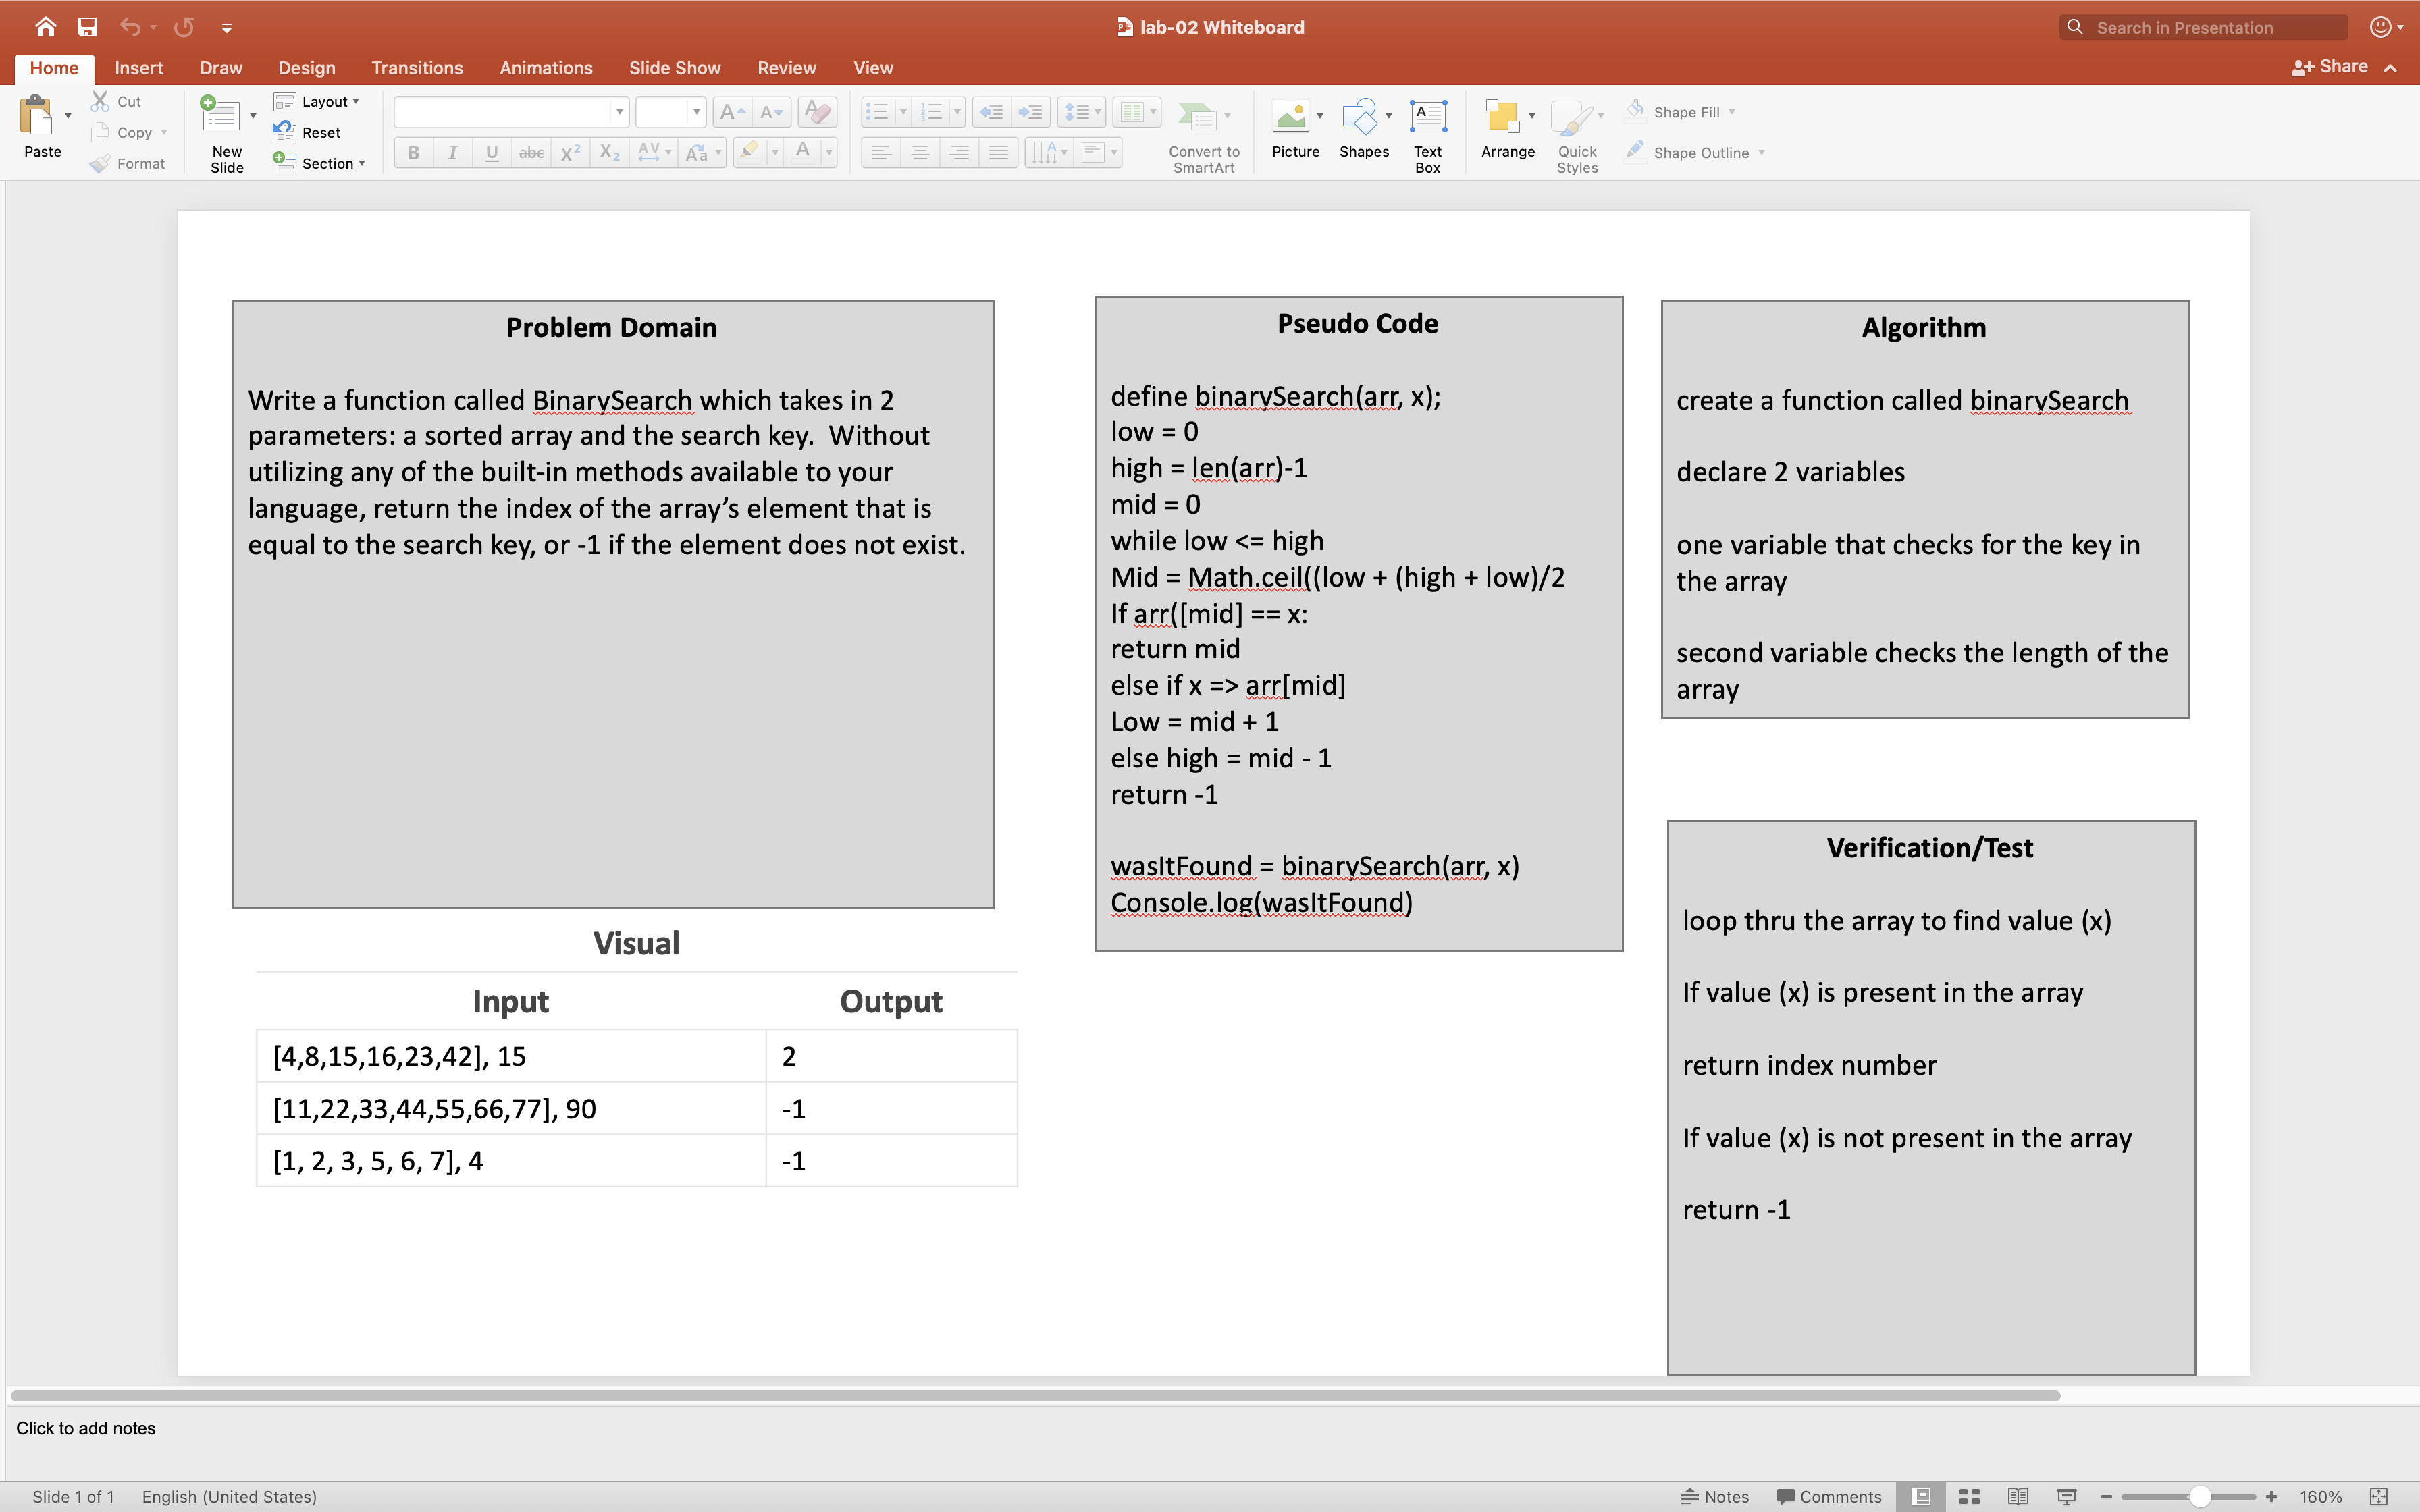 lab-02 Whiteboard
Search in Presentation
Home Insert Draw Design Transitions Animations Slide Show Review View
Share
Paste
Cut
Copy
Format
New
Slide
Layout
Reset
Section
Convert to
SmartArt
Picture
Shapes
Text
Box
Arrange
Quick
Styles
Shape Fill
Shape Outline
Problem Domain
Write a function called BinarySearch which takes in 2
parameters: a sorted array and the search key.  Without
utilizing any of the built-in methods available to your
language, return the index of the array’s element that is
equal to the search key, or -1 if the element does not exist.
Visual
Input Output
[4,8,15,16,23,42], 15 2
[11,22,33,44,55,66,77], 90 -1
[1, 2, 3, 5, 6, 7], 4 -1
Pseudo Code
define binarySearch(arr, x);
low = 0
high = len(arr)-1
mid = 0
while low <= high
Mid = Math.ceil((low + (high + low)/2
If arr([mid] == x:
return mid
else if x => arr[mid]
Low = mid + 1
else high = mid - 1
return -1
wasItFound = binarySearch(arr, x)
Console.log(wasItFound)
Algorithm
create a function called binarySearch
declare 2 variables
one variable that checks for the key in
the array
second variable checks the length of the
array
Verification/Test
loop thru the array to find value (x)
If value (x) is present in the array
return index number
If value (x) is not present in the array
return -1
Click to add notes
Slide 1 of 1 English (United States) Notes Comments 160%